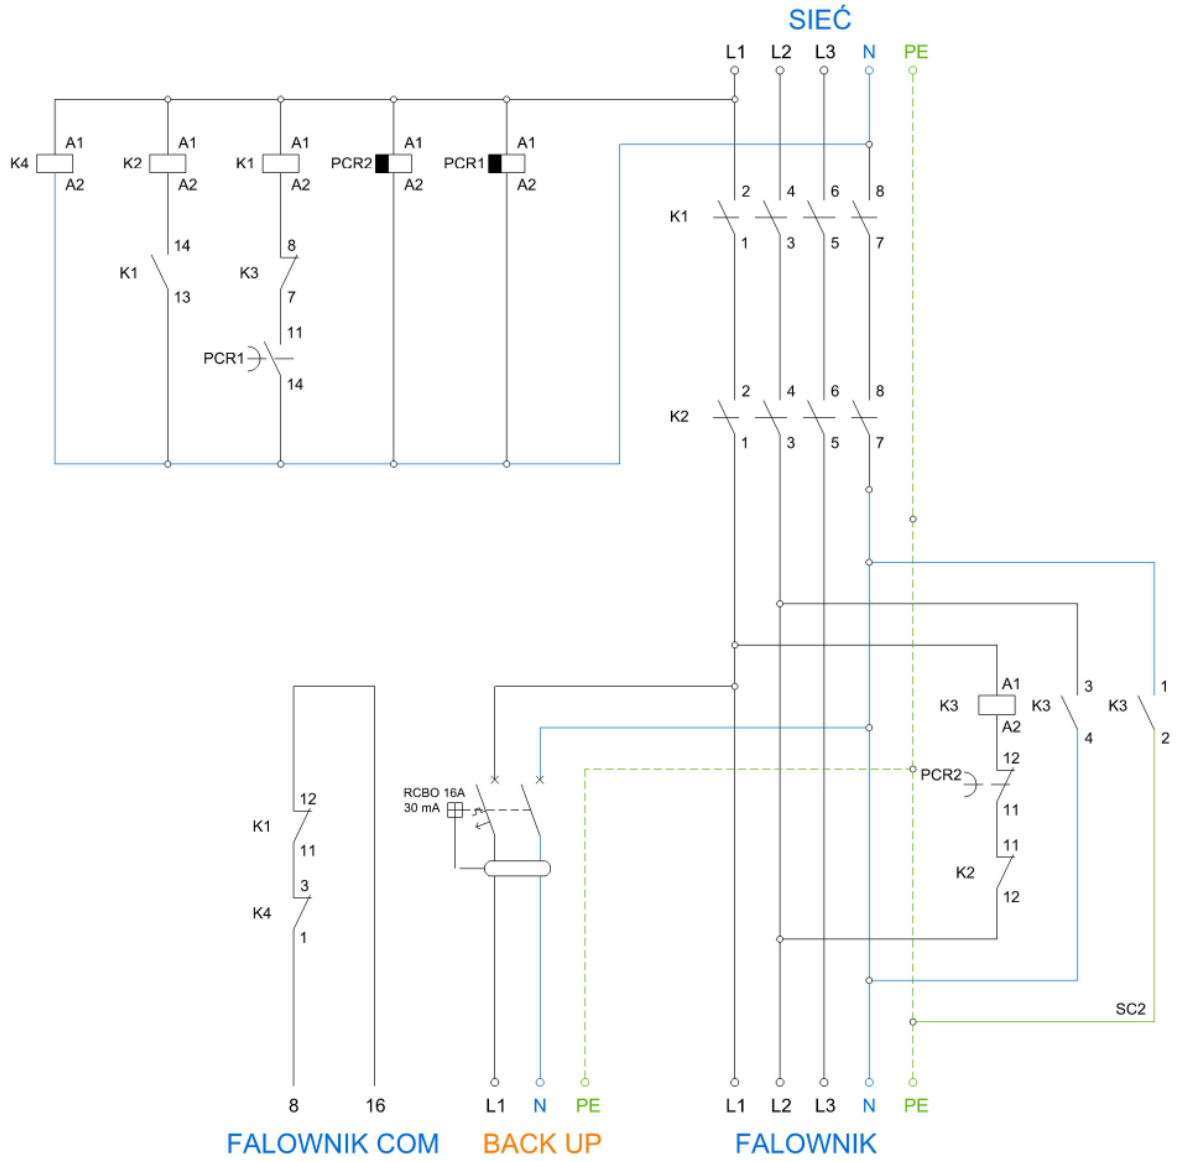 SIEĆ
L1 L2 L3 N PE
A1 A1 A1 A1 A1
K4 K2 K1 PCR2 PCR1
A2 A2 A2 A2 A2
2 4 6 8
K1
1 3 5 7
14 8
K1 K3
13 7
11
PCR1
14
2 4 6 8
K2
1 3 5 7
A1 3 1
K3 K3 K3
A2 4 2
12
PCR2
11
RCBO 16A
30 mA
12
K1
11
11
K2
12
3
K4
1
SC2
8 16 L1 N PE L1 L2 L3 N PE
FALOWNIK COM BACK UP FALOWNIK